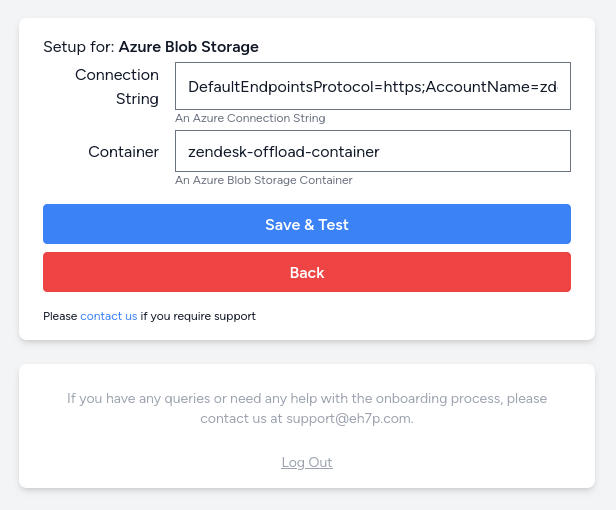 Setup for: Azure Blob Storage
Connection
String
DefaultEndpointsProtocol=https;AccountName=zd
An Azure Connection String
Container
zendesk-offload-container
An Azure Blob Storage Container
Save & Test
Back
Please contact us if you require support
If you have any queries or need any help with the onboarding process, please
contact us at support@eh7p.com.
Log Out